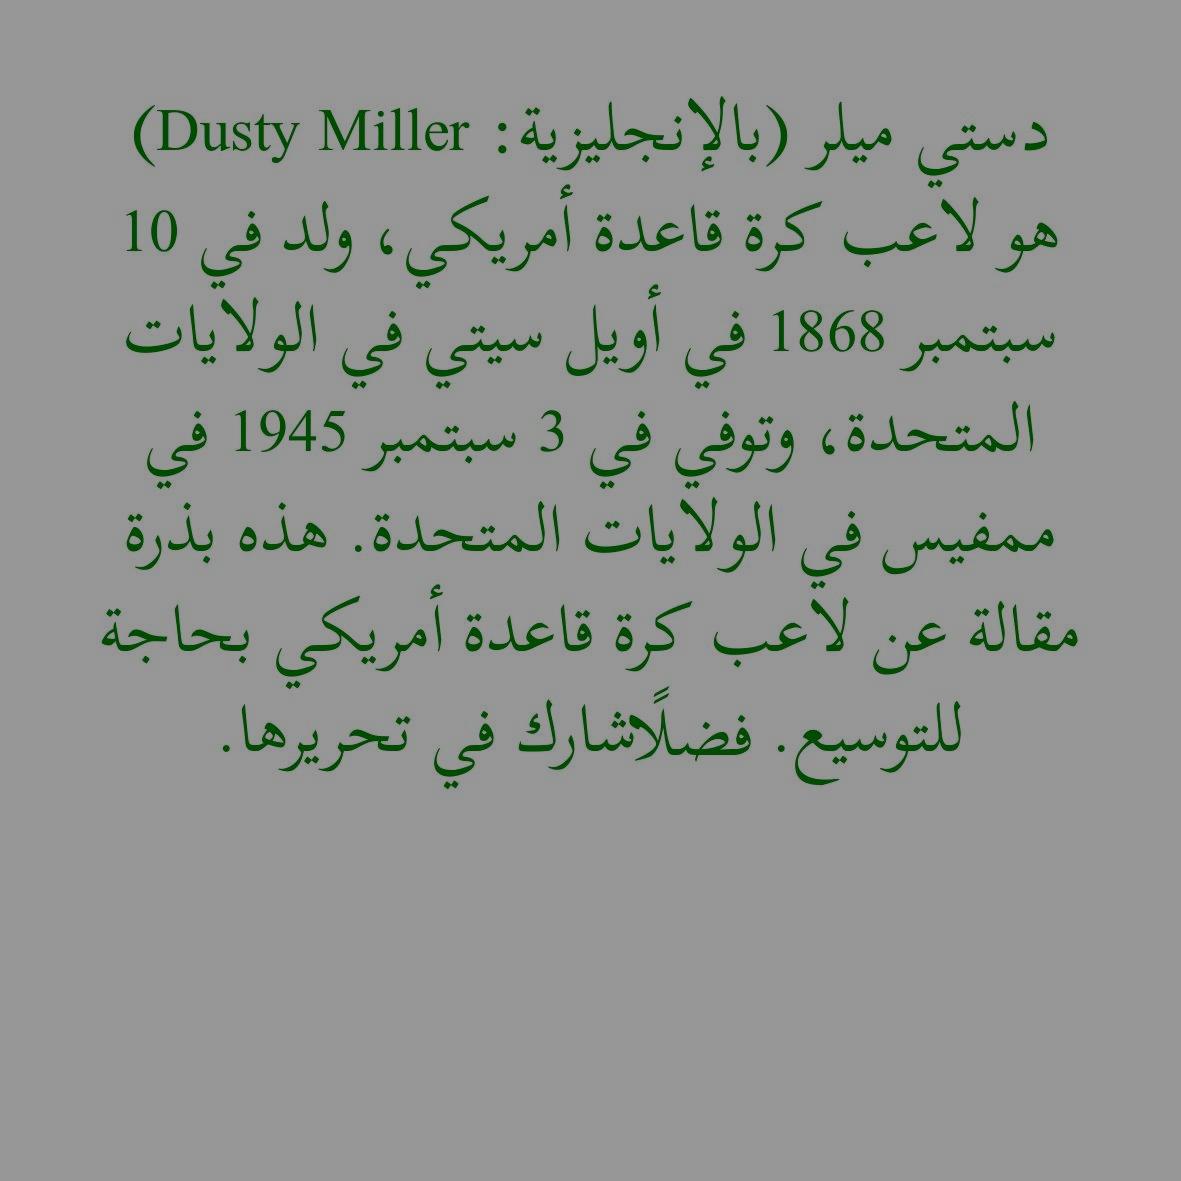 دستي ميلر (بالإنجليزية: Dusty Miller)
هو لاعب كرة قاعدة أمريكي، ولد في 10
سبتمبر 1868 في أويل سيتي في الولايات
المتحدة، وتوفي في 3 سبتمبر 1945 في
ممفيس في الولايات المتحدة. هذه بذرة
مقالة عن لاعب كرة قاعدة أمريكي بحاجة
للتوسيع. فضلًاشارك في تحريرها.